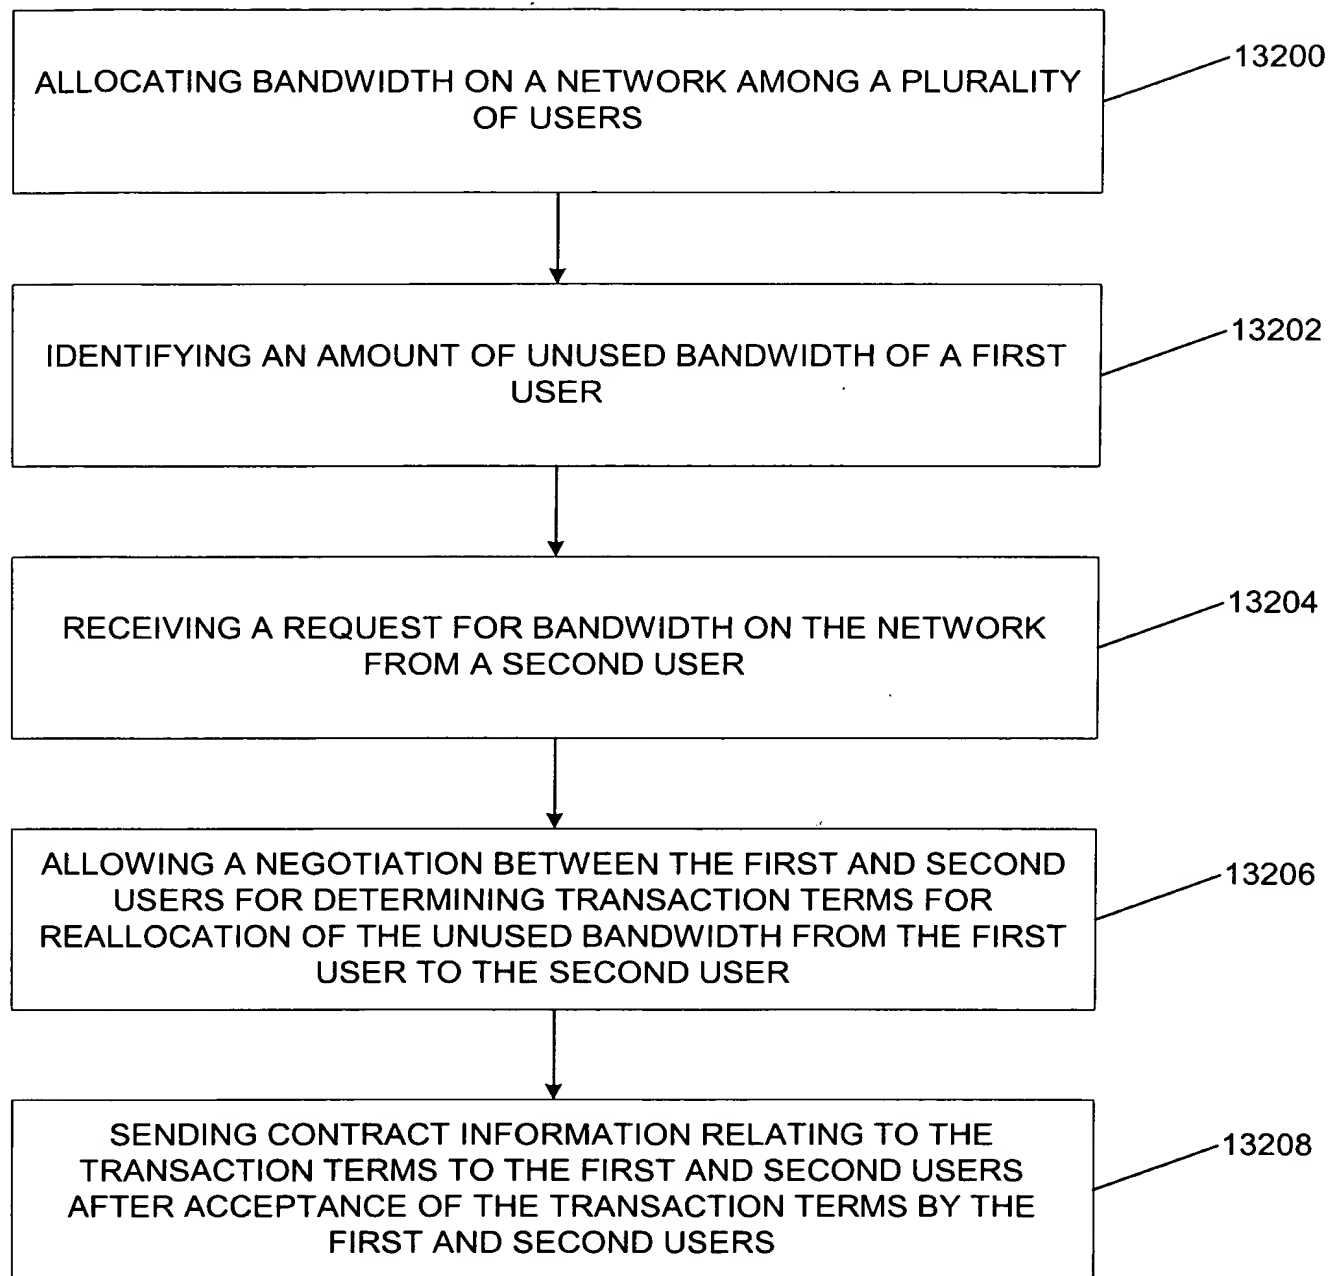 ALLOCATING BANDWIDTH ON A NETWORK AMONG A PLURALITY
OF USERS
13200
IDENTIFYING AN AMOUNT OF UNUSED BANDWIDTH OF A FIRST
USER
13202
RECEIVING A REQUEST FOR BANDWIDTH ON THE NETWORK
FROM A SECOND USER
13204
ALLOWING A NEGOTIATION BETWEEN THE FIRST AND SECOND
USERS FOR DETERMINING TRANSACTION TERMS FOR
REALLOCATION OF THE UNUSED BANDWIDTH FROM THE FIRST
USER TO THE SECOND USER
13206
SENDING CONTRACT INFORMATION RELATING TO THE
TRANSACTION TERMS TO THE FIRST AND SECOND USERS
AFTER ACCEPTANCE OF THE TRANSACTION TERMS BY THE
FIRST AND SECOND USERS
13208